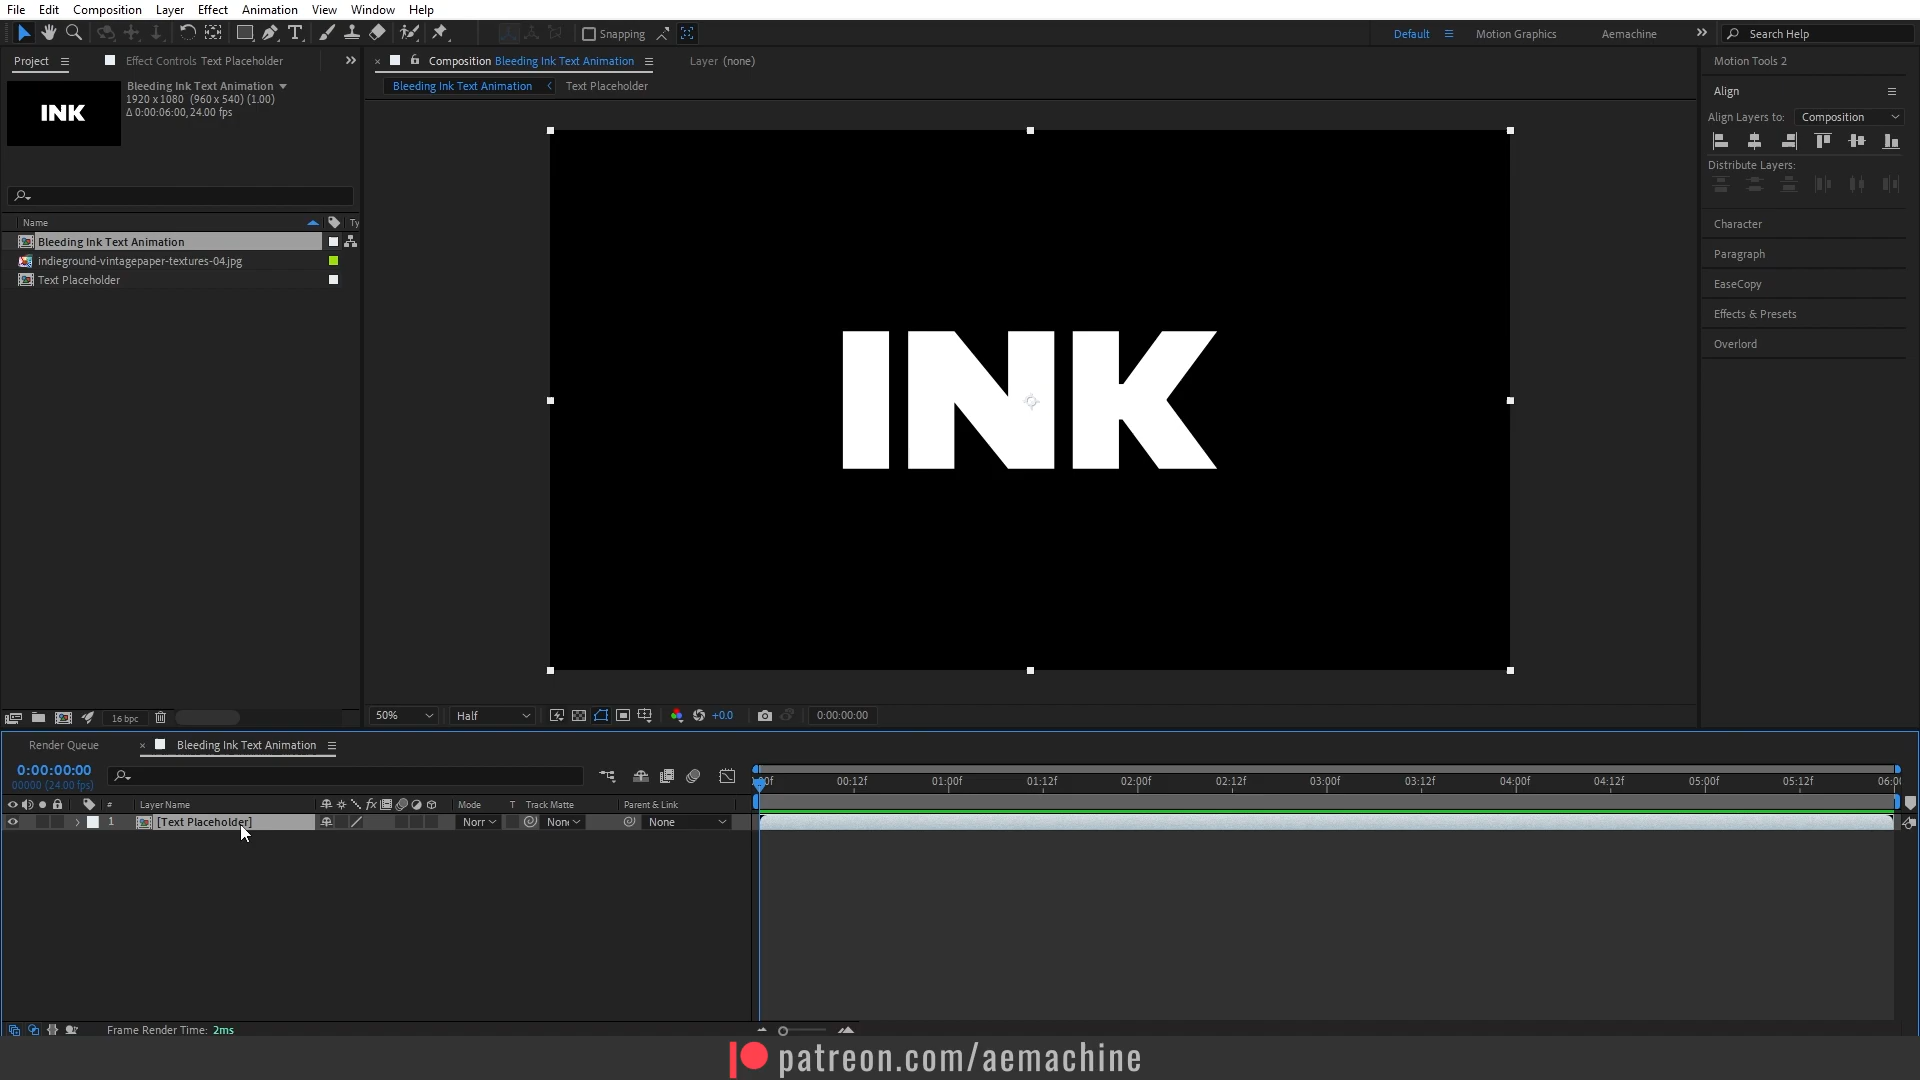 File Edit Composition Layer Effect Animation View Window Help
Snapping Default Motion Graphics Aemachine Search Help
Project Effect Controls Text Placeholder
Composition Bleeding Ink Text Animation Layer (none)
Bleeding Ink Text Animation Text Placeholder
Bleeding Ink Text Animation
1920 x 1080 (960 x 540) (1.00)
Δ 0:00:06:00, 24.00 fps
INK
Name Ty
Bleeding Ink Text Animation
indieground-vintagepaper-textures-04.jpg
Text Placeholder
INK
Motion Tools 2
Align
Align Layers to: Composition
Distribute Layers:
Character
Paragraph
EaseCopy
Effects & Presets
Overlord
16 bpc
50% Half +0.0 0:00:00:00
Render Queue Bleeding Ink Text Animation
0:00:00:00
00000 (24.00 fps)
00f 00:12f 01:00f 01:12f 02:00f 02:12f 03:00f 03:12f 04:00f 04:12f 05:00f 05:12f 06:00
# Layer Name fx Mode T Track Matte Parent & Link
1 [Text Placeholder] Norr None None
Frame Render Time: 2ms
patreon.com/aemachine